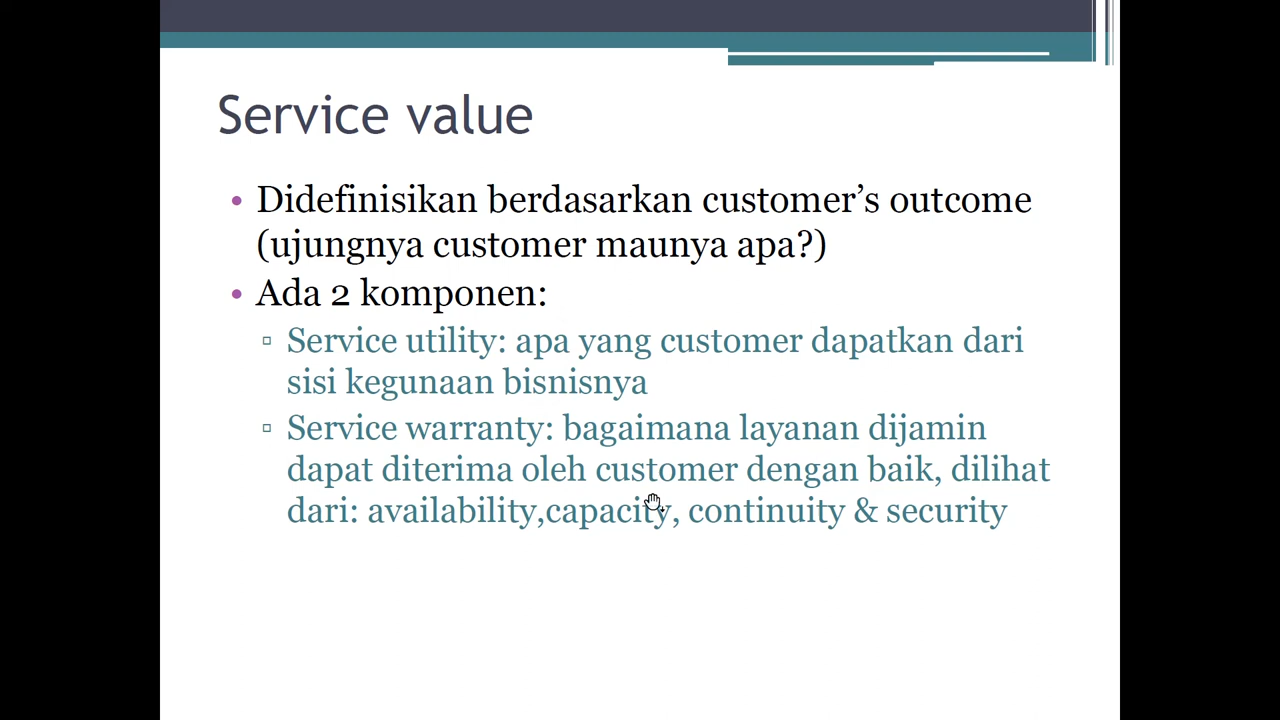 Service value
• Didefinisikan berdasarkan customer’s outcome
(ujungnya customer maunya apa?)
• Ada 2 komponen:
▫ Service utility: apa yang customer dapatkan dari
sisi kegunaan bisnisnya
▫ Service warranty: bagaimana layanan dijamin
dapat diterima oleh customer dengan baik, dilihat
dari: availability,capacity, continuity & security